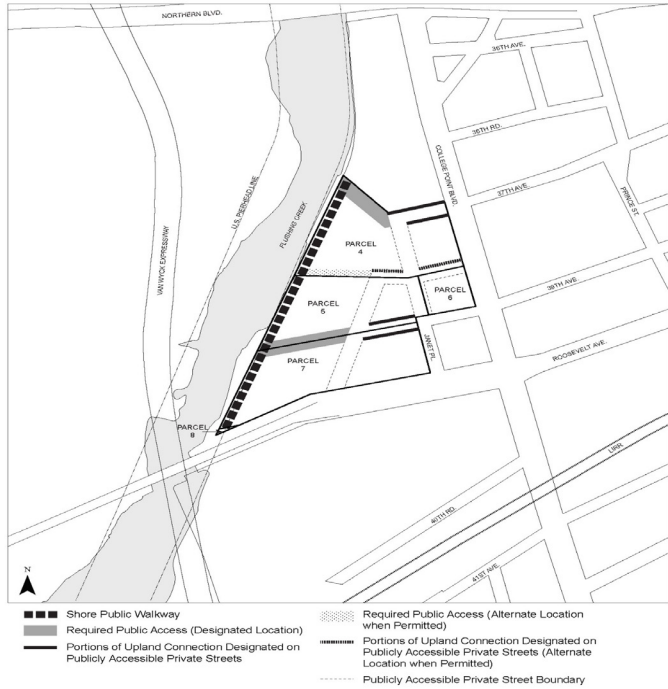 NORTHERN BLVD.
36TH AVE.
36TH RD.
COLLEGE POINT BLVD.
37TH AVE.
PRINCE ST.
U.S. PIERHEAD LINE
FLUSHING CREEK
VAN WYCK EXPRESSWAY
PARCEL
4
39TH AVE.
PARCEL
6
PARCEL
5
ROOSEVELT AVE.
JANET PL.
PARCEL
7
PARCEL
8
LIRR
40TH RD.
41ST AVE.
N
Shore Public Walkway
Required Public Access (Designated Location)
Portions of Upland Connection Designated on
Publicly Accessible Private Streets
Required Public Access (Alternate Location
when Permitted)
Portions of Upland Connection Designated on
Publicly Accessible Private Streets (Alternate
Location when Permitted)
Publicly Accessible Private Street Boundary